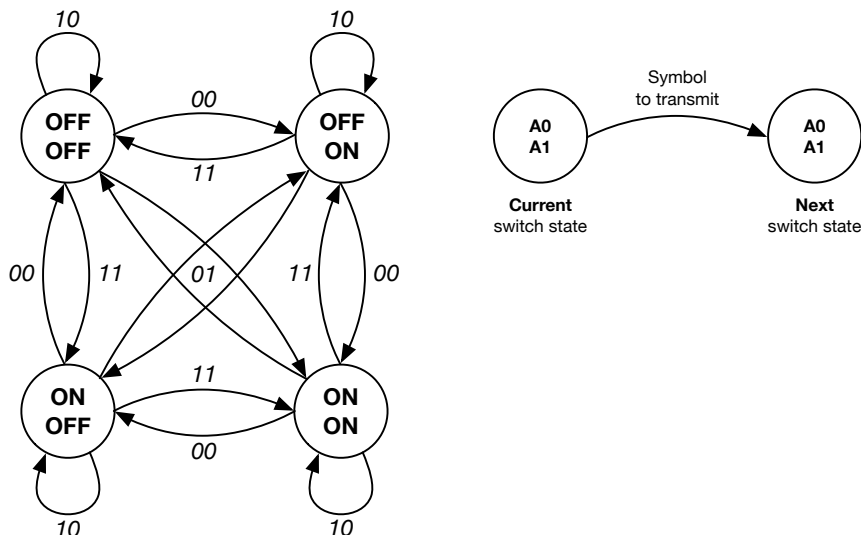 10
10
OFF
OFF
00
OFF
ON
11
Symbol
to transmit
A0
A1
A0
A1
Current
switch state
Next
switch state
00
11
01
11
00
ON
OFF
11
ON
ON
00
10
10